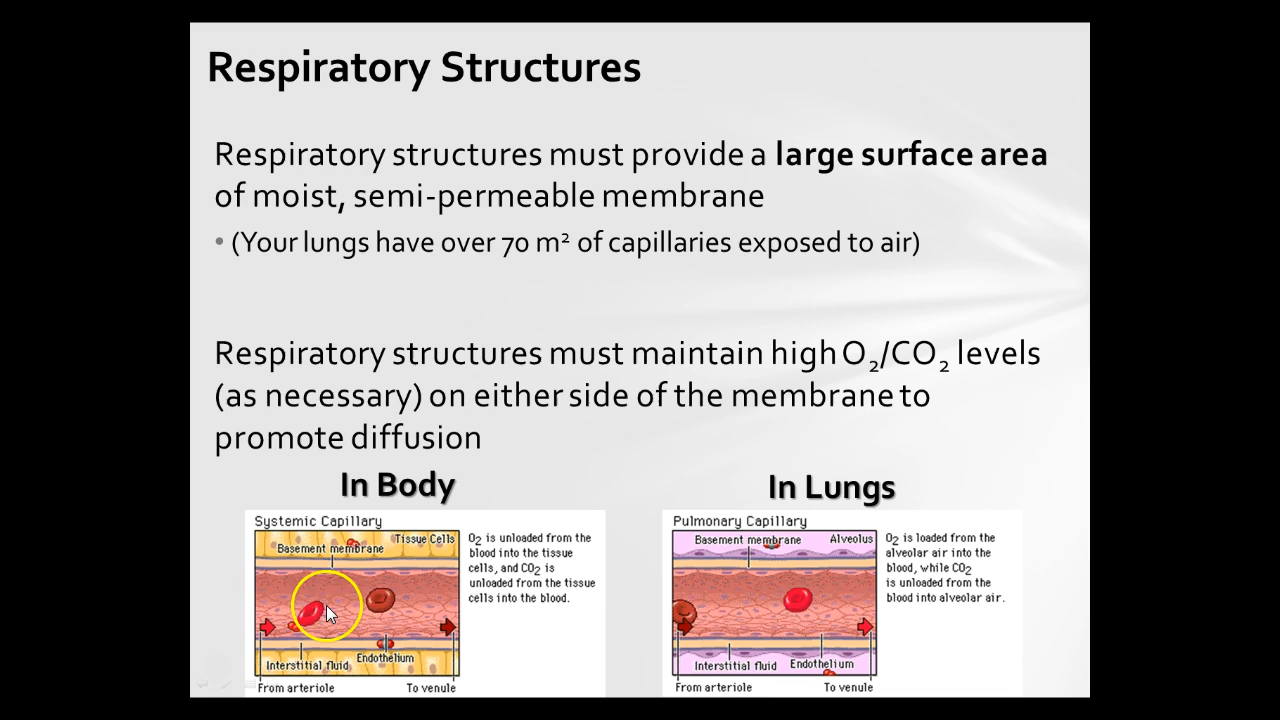 Respiratory Structures
Respiratory structures must provide a large surface area
of moist, semi-permeable membrane
• (Your lungs have over 70 m² of capillaries exposed to air)
Respiratory structures must maintain high O₂/CO₂ levels
(as necessary) on either side of the membrane to
promote diffusion
In Body
Systemic Capillary
Tissue Cells
Basement membrane
Interstitial fluid
Endothelium
From arteriole
To venule
O₂ is unloaded from the
blood into the tissue
cells, and CO₂ is
unloaded from the tissue
cells into the blood.
In Lungs
Pulmonary Capillary
Basement membrane
Alveolus
Interstitial fluid
Endothelium
From arteriole
To venule
O₂ is loaded from the
alveolar air into the
blood, while CO₂
is unloaded from the
blood into alveolar air.